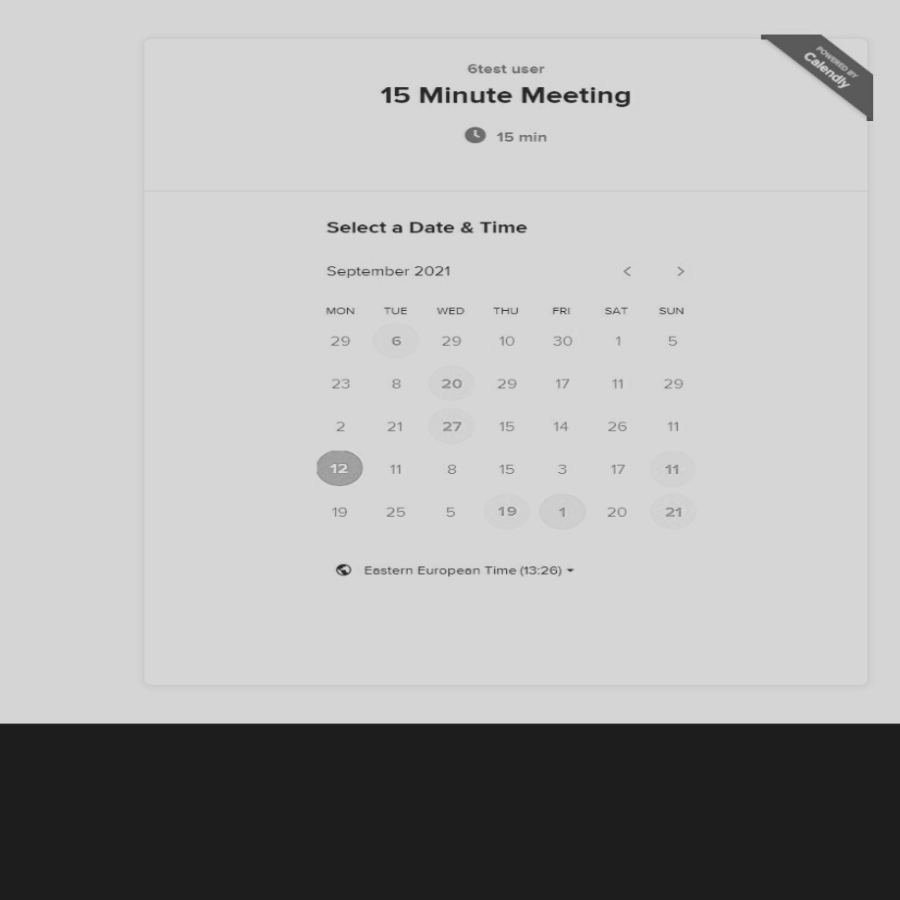 POWERED BY
Calendly
6test user
15 Minute Meeting
15 min
Select a Date & Time
September 2021
MON TUE WED THU FRI SAT SUN
29 6 29 10 30 1 5
23 8 20 29 17 11 29
2 21 27 15 14 26 11
12 11 8 15 3 17 11
19 25 5 19 1 20 21
Eastern European Time (13:26)